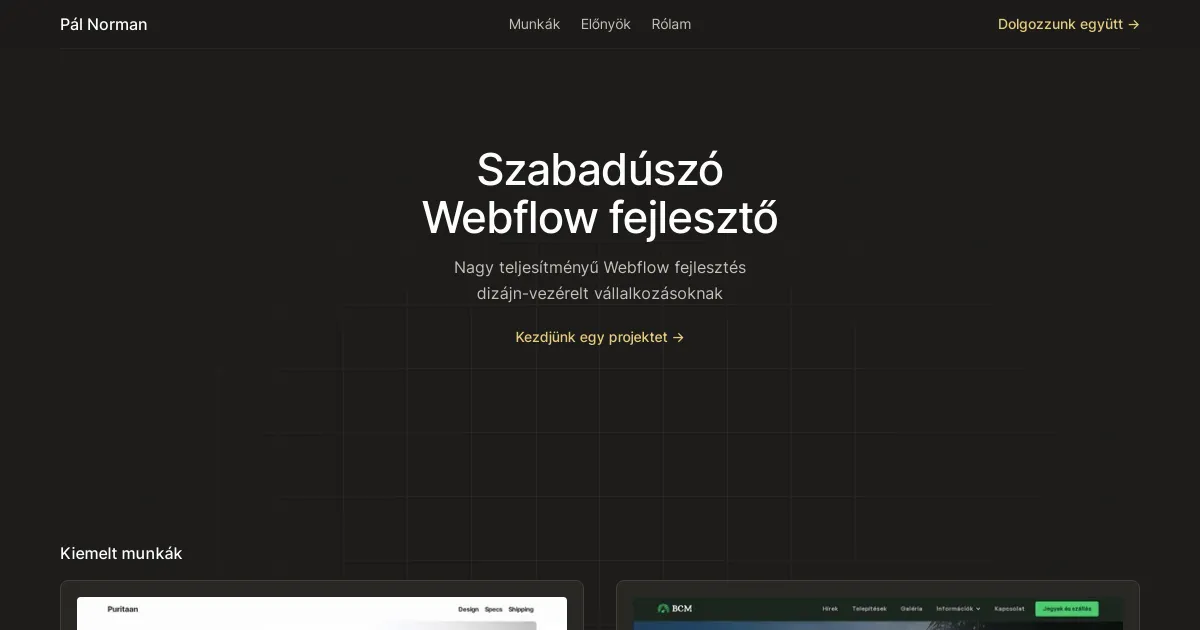 Pál Norman
Munkák Előnyök Rólam
Dolgozzunk együtt →
Szabadúszó
Webflow fejlesztő
Nagy teljesítményű Webflow fejlesztés
dizájn-vezérelt vállalkozásoknak
Kezdjünk egy projektet →
Kiemelt munkák
Puritaan
Design Specs Shipping
BCM
Hírek Telepítések Galéria Információk Kapcsolat
Jegyek és szállás